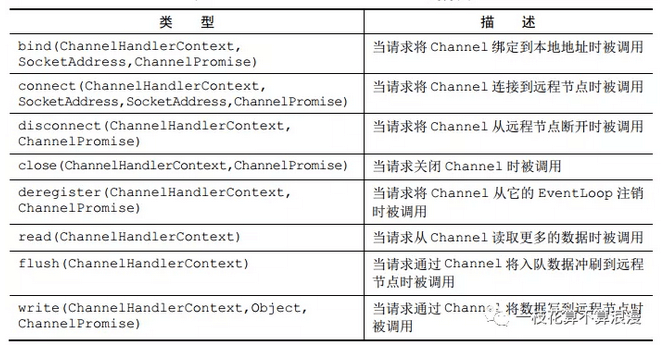 类 型 描 述
bind(ChannelHandlerContext, 当请求将 Channel 绑定到本地地址时被调用
SocketAddress,ChannelPromise)
connect(ChannelHandlerContext, 当请求将 Channel 连接到远程节点时被调用
SocketAddress,SocketAddress,ChannelPromise)
disconnect(ChannelHandlerContext, 当请求将 Channel 从远程节点断开时被调用
ChannelPromise)
close(ChannelHandlerContext,ChannelPromise) 当请求关闭 Channel 时被调用
deregister(ChannelHandlerContext, 当请求将 Channel 从它的 EventLoop 注销
ChannelPromise) 时被调用
read(ChannelHandlerContext) 当请求从 Channel 读取更多的数据时被调用
flush(ChannelHandlerContext) 当请求通过 Channel 将入队数据冲刷到远程
节点时被调用
write(ChannelHandlerContext,Object, 当请求通过 Channel 将数据写到远程节点时
ChannelPromise) 被调用
一枝花算不算浪漫